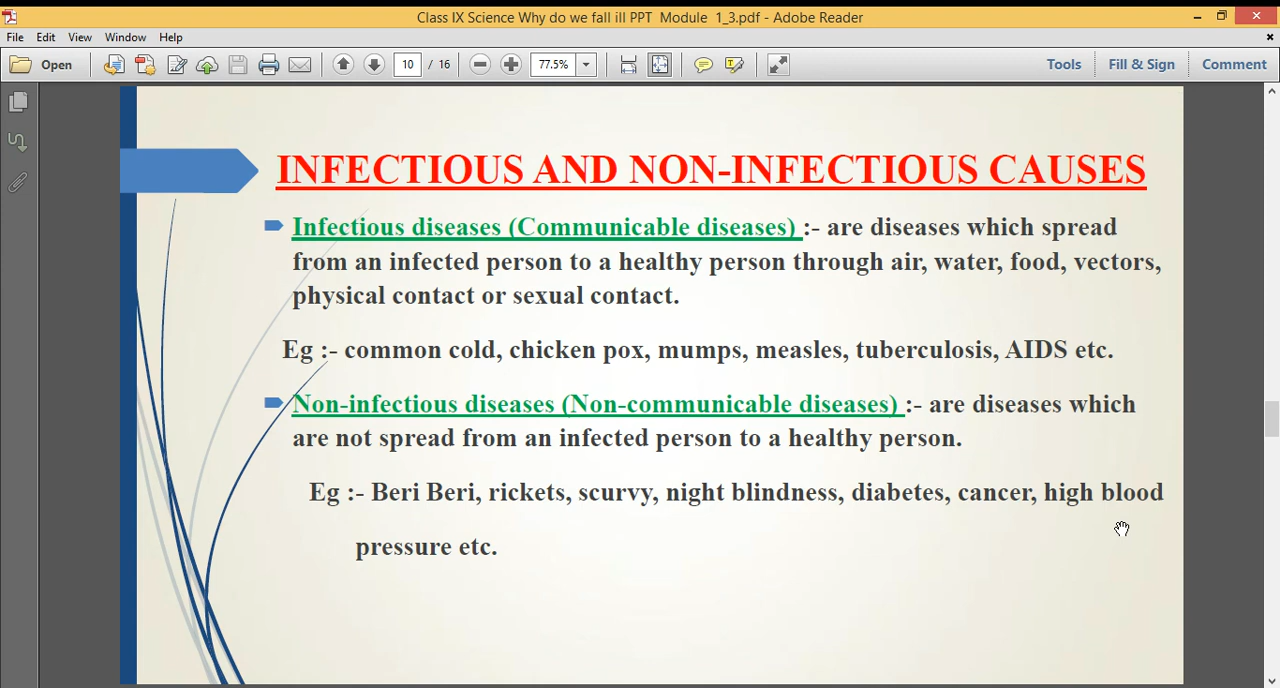 Class IX Science Why do we fall ill PPT Module 1_3.pdf - Adobe Reader
File Edit View Window Help
Open 10 / 16 77.5% Tools Fill & Sign Comment
INFECTIOUS AND NON-INFECTIOUS CAUSES
Infectious diseases (Communicable diseases) :- are diseases which spread
from an infected person to a healthy person through air, water, food, vectors,
physical contact or sexual contact.
Eg :- common cold, chicken pox, mumps, measles, tuberculosis, AIDS etc.
Non-infectious diseases (Non-communicable diseases) :- are diseases which
are not spread from an infected person to a healthy person.
Eg :- Beri Beri, rickets, scurvy, night blindness, diabetes, cancer, high blood
pressure etc.